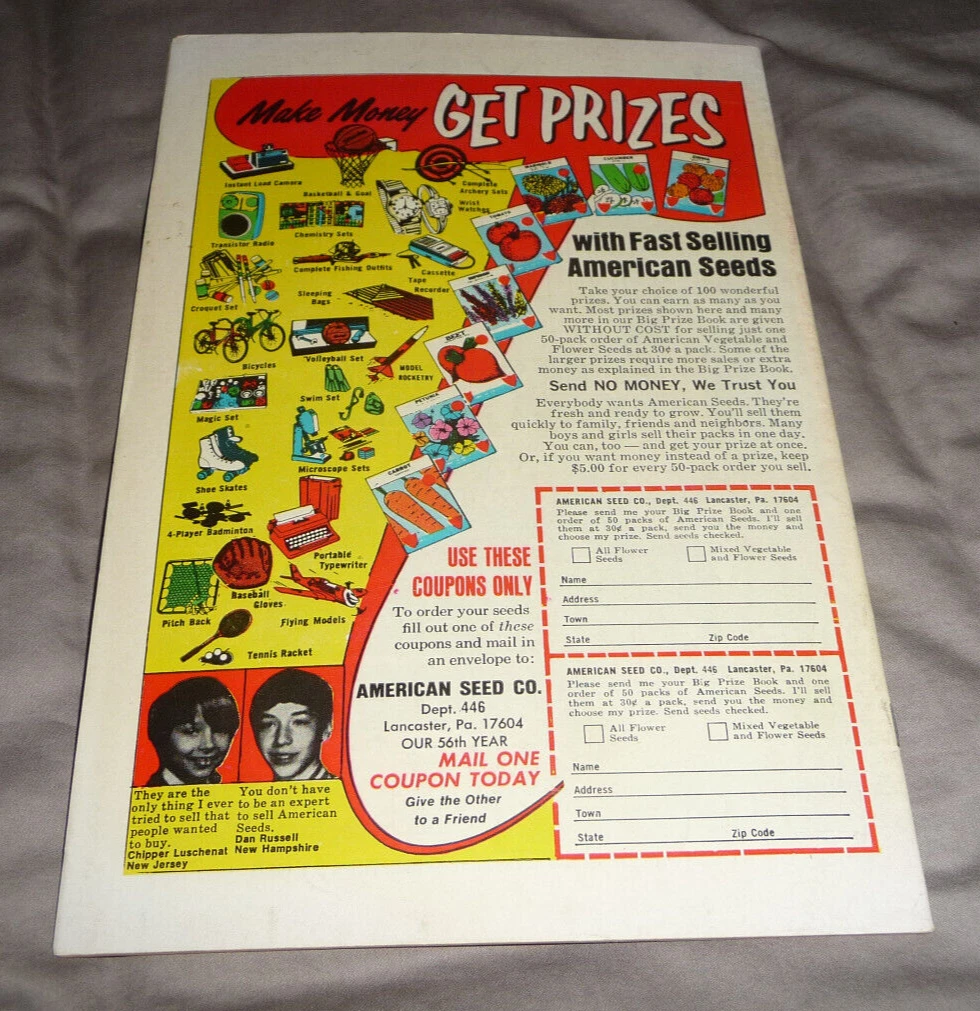 Make Money GET PRIZES
Instant Load Camera
Basketball & Goal
Complete
Archery Sets
Wrist
Watches
Transistor Radio
Chemistry Sets
Complete Fishing Outfits
Cassette
Tape
Recorder
Croquet Set
Sleeping
Bags
Bicycles
Volleyball Set
MODEL
ROCKETRY
Magic Set
Swim Set
Shoe Skates
Microscope Sets
4-Player Badminton
Portable
Typewriter
Pitch Back
Baseball
Gloves
Flying Models
Tennis Racket
CUCUMBER
TOMATO
BEET
PETUNIA
CARROT
with Fast Selling
American Seeds
Take your choice of 100 wonderful
prizes. You can earn as many as you
want. Most prizes shown here and many
more in our Big Prize Book are given
WITHOUT COST for selling just one
50-pack order of American Vegetable and
Flower Seeds at 30¢ a pack. Some of the
larger prizes require more sales or extra
money as explained in the Big Prize Book.
Send NO MONEY, We Trust You
Everybody wants American Seeds. They're
fresh and ready to grow. You'll sell them
quickly to family, friends and neighbors. Many
boys and girls sell their packs in one day.
You can, too — and get your prize at once.
Or, if you want money instead of a prize, keep
$5.00 for every 50-pack order you sell.
USE THESE
COUPONS ONLY
To order your seeds
fill out one of these
coupons and mail in
an envelope to:
AMERICAN SEED CO.
Dept. 446
Lancaster, Pa. 17604
OUR 56th YEAR
MAIL ONE
COUPON TODAY
Give the Other
to a Friend
AMERICAN SEED CO., Dept. 446 Lancaster, Pa. 17604
Please send me your Big Prize Book and one
order of 50 packs of American Seeds. I'll sell
them at 30¢ a pack, send you the money and
choose my prize. Send seeds checked.
All Flower
Seeds
Mixed Vegetable
and Flower Seeds
Name
Address
Town
State Zip Code
AMERICAN SEED CO., Dept. 446 Lancaster, Pa. 17604
Please send me your Big Prize Book and one
order of 50 packs of American Seeds. I'll sell
them at 30¢ a pack, send you the money and
choose my prize. Send seeds checked.
All Flower
Seeds
Mixed Vegetable
and Flower Seeds
Name
Address
Town
State Zip Code
They are the
only thing I ever
tried to sell that
people wanted
to buy.
Chipper Luschenat
New Jersey
You don't have
to be an expert
to sell American
Seeds.
Dan Russell
New Hampshire